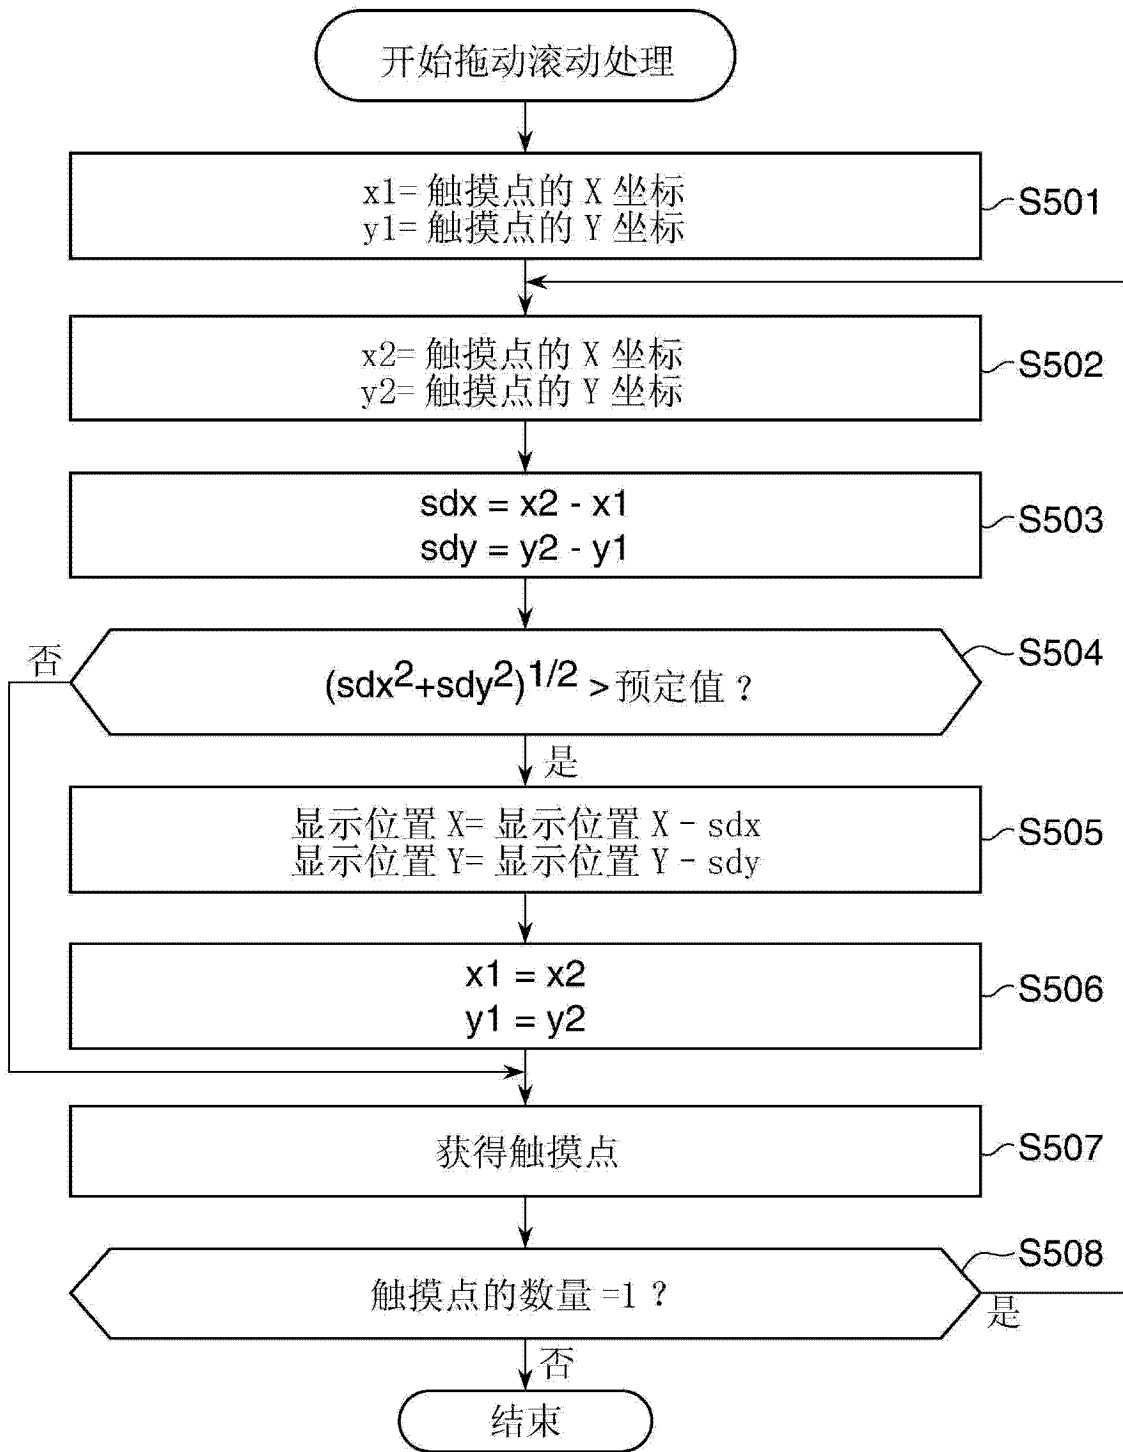 开始拖动滚动处理
x1= 触摸点的 X 坐标
y1= 触摸点的 Y 坐标
S501
x2= 触摸点的 X 坐标
y2= 触摸点的 Y 坐标
S502
sdx = x2 - x1
sdy = y2 - y1
S503
否
(sdx²+sdy²)^1/2 > 预定值？
S504
是
显示位置 X= 显示位置 X - sdx
显示位置 Y= 显示位置 Y - sdy
S505
x1 = x2
y1 = y2
S506
获得触摸点
S507
触摸点的数量 =1？
S508
是
否
结束